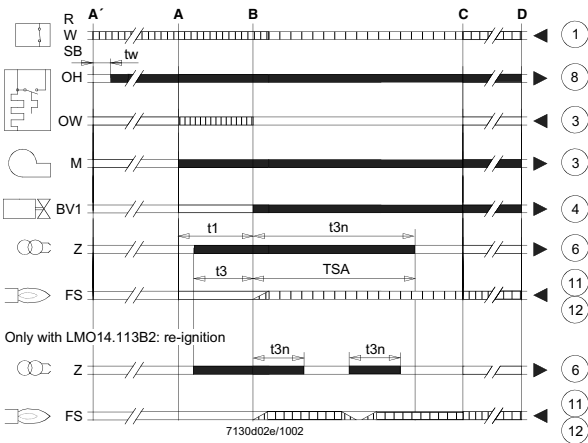 R A´ A B C D
W 1
SB tw
OH 8
OW 3
M 3
BV1 4
t1 t3n
Z 6
t3 TSA
FS 11
12
Only with LMO14.113B2: re-ignition
t3n t3n
Z 6
FS 11
7130d02e/1002 12